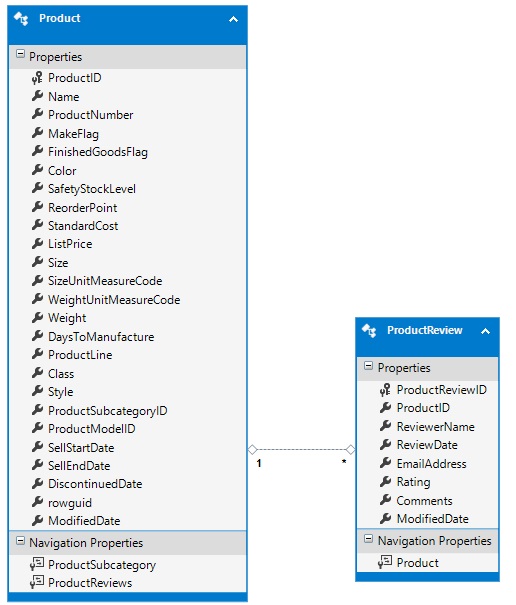 Product
Properties
ProductID
Name
ProductNumber
MakeFlag
FinishedGoodsFlag
Color
SafetyStockLevel
ReorderPoint
StandardCost
ListPrice
Size
SizeUnitMeasureCode
WeightUnitMeasureCode
Weight
DaysToManufacture
ProductLine
Class
Style
ProductSubcategoryID
ProductModelID
SellStartDate
SellEndDate
DiscontinuedDate
rowguid
ModifiedDate
Navigation Properties
ProductSubcategory
ProductReviews
1
*
ProductReview
Properties
ProductReviewID
ProductID
ReviewerName
ReviewDate
EmailAddress
Rating
Comments
ModifiedDate
Navigation Properties
Product